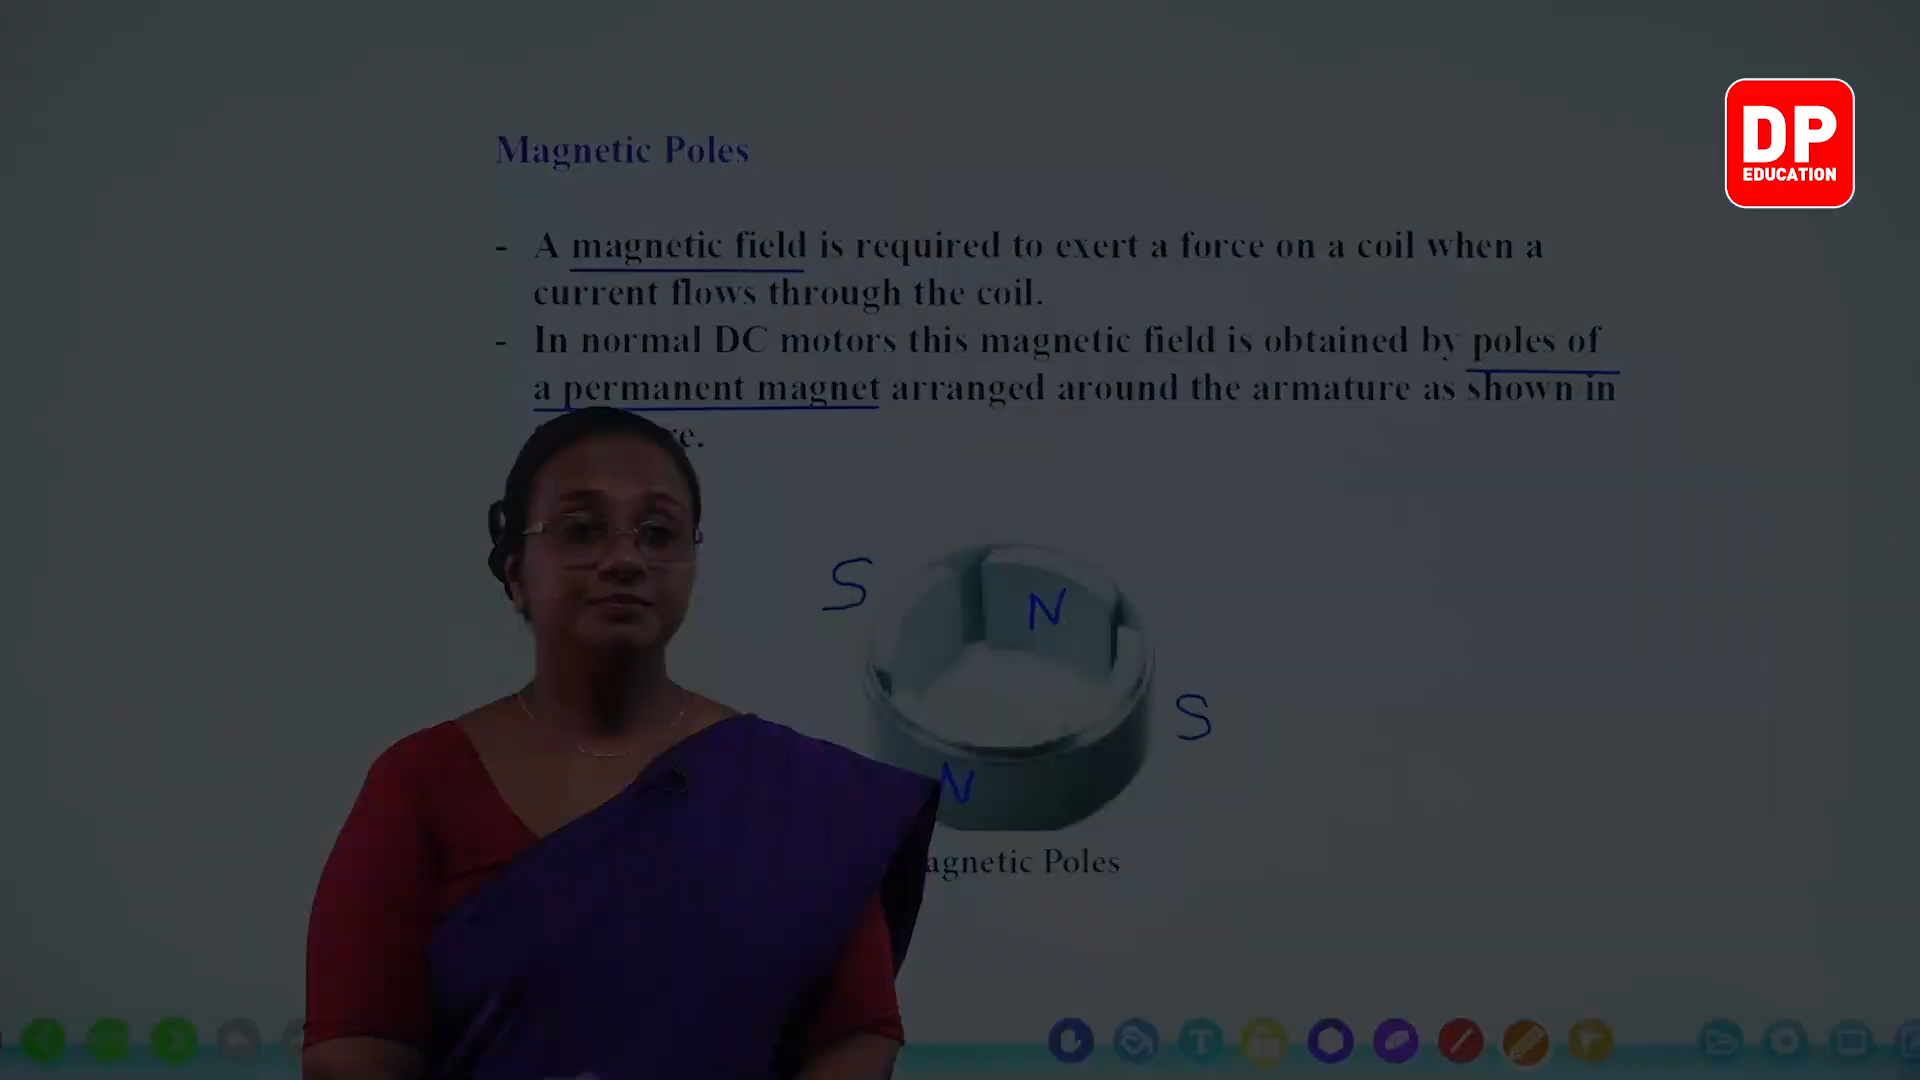 DP
EDUCATION
Magnetic Poles
- A magnetic field is required to exert a force on a coil when a
current flows through the coil.
- In normal DC motors this magnetic field is obtained by poles of
a permanent magnet arranged around the armature as shown in
S
N
S
N
Poles